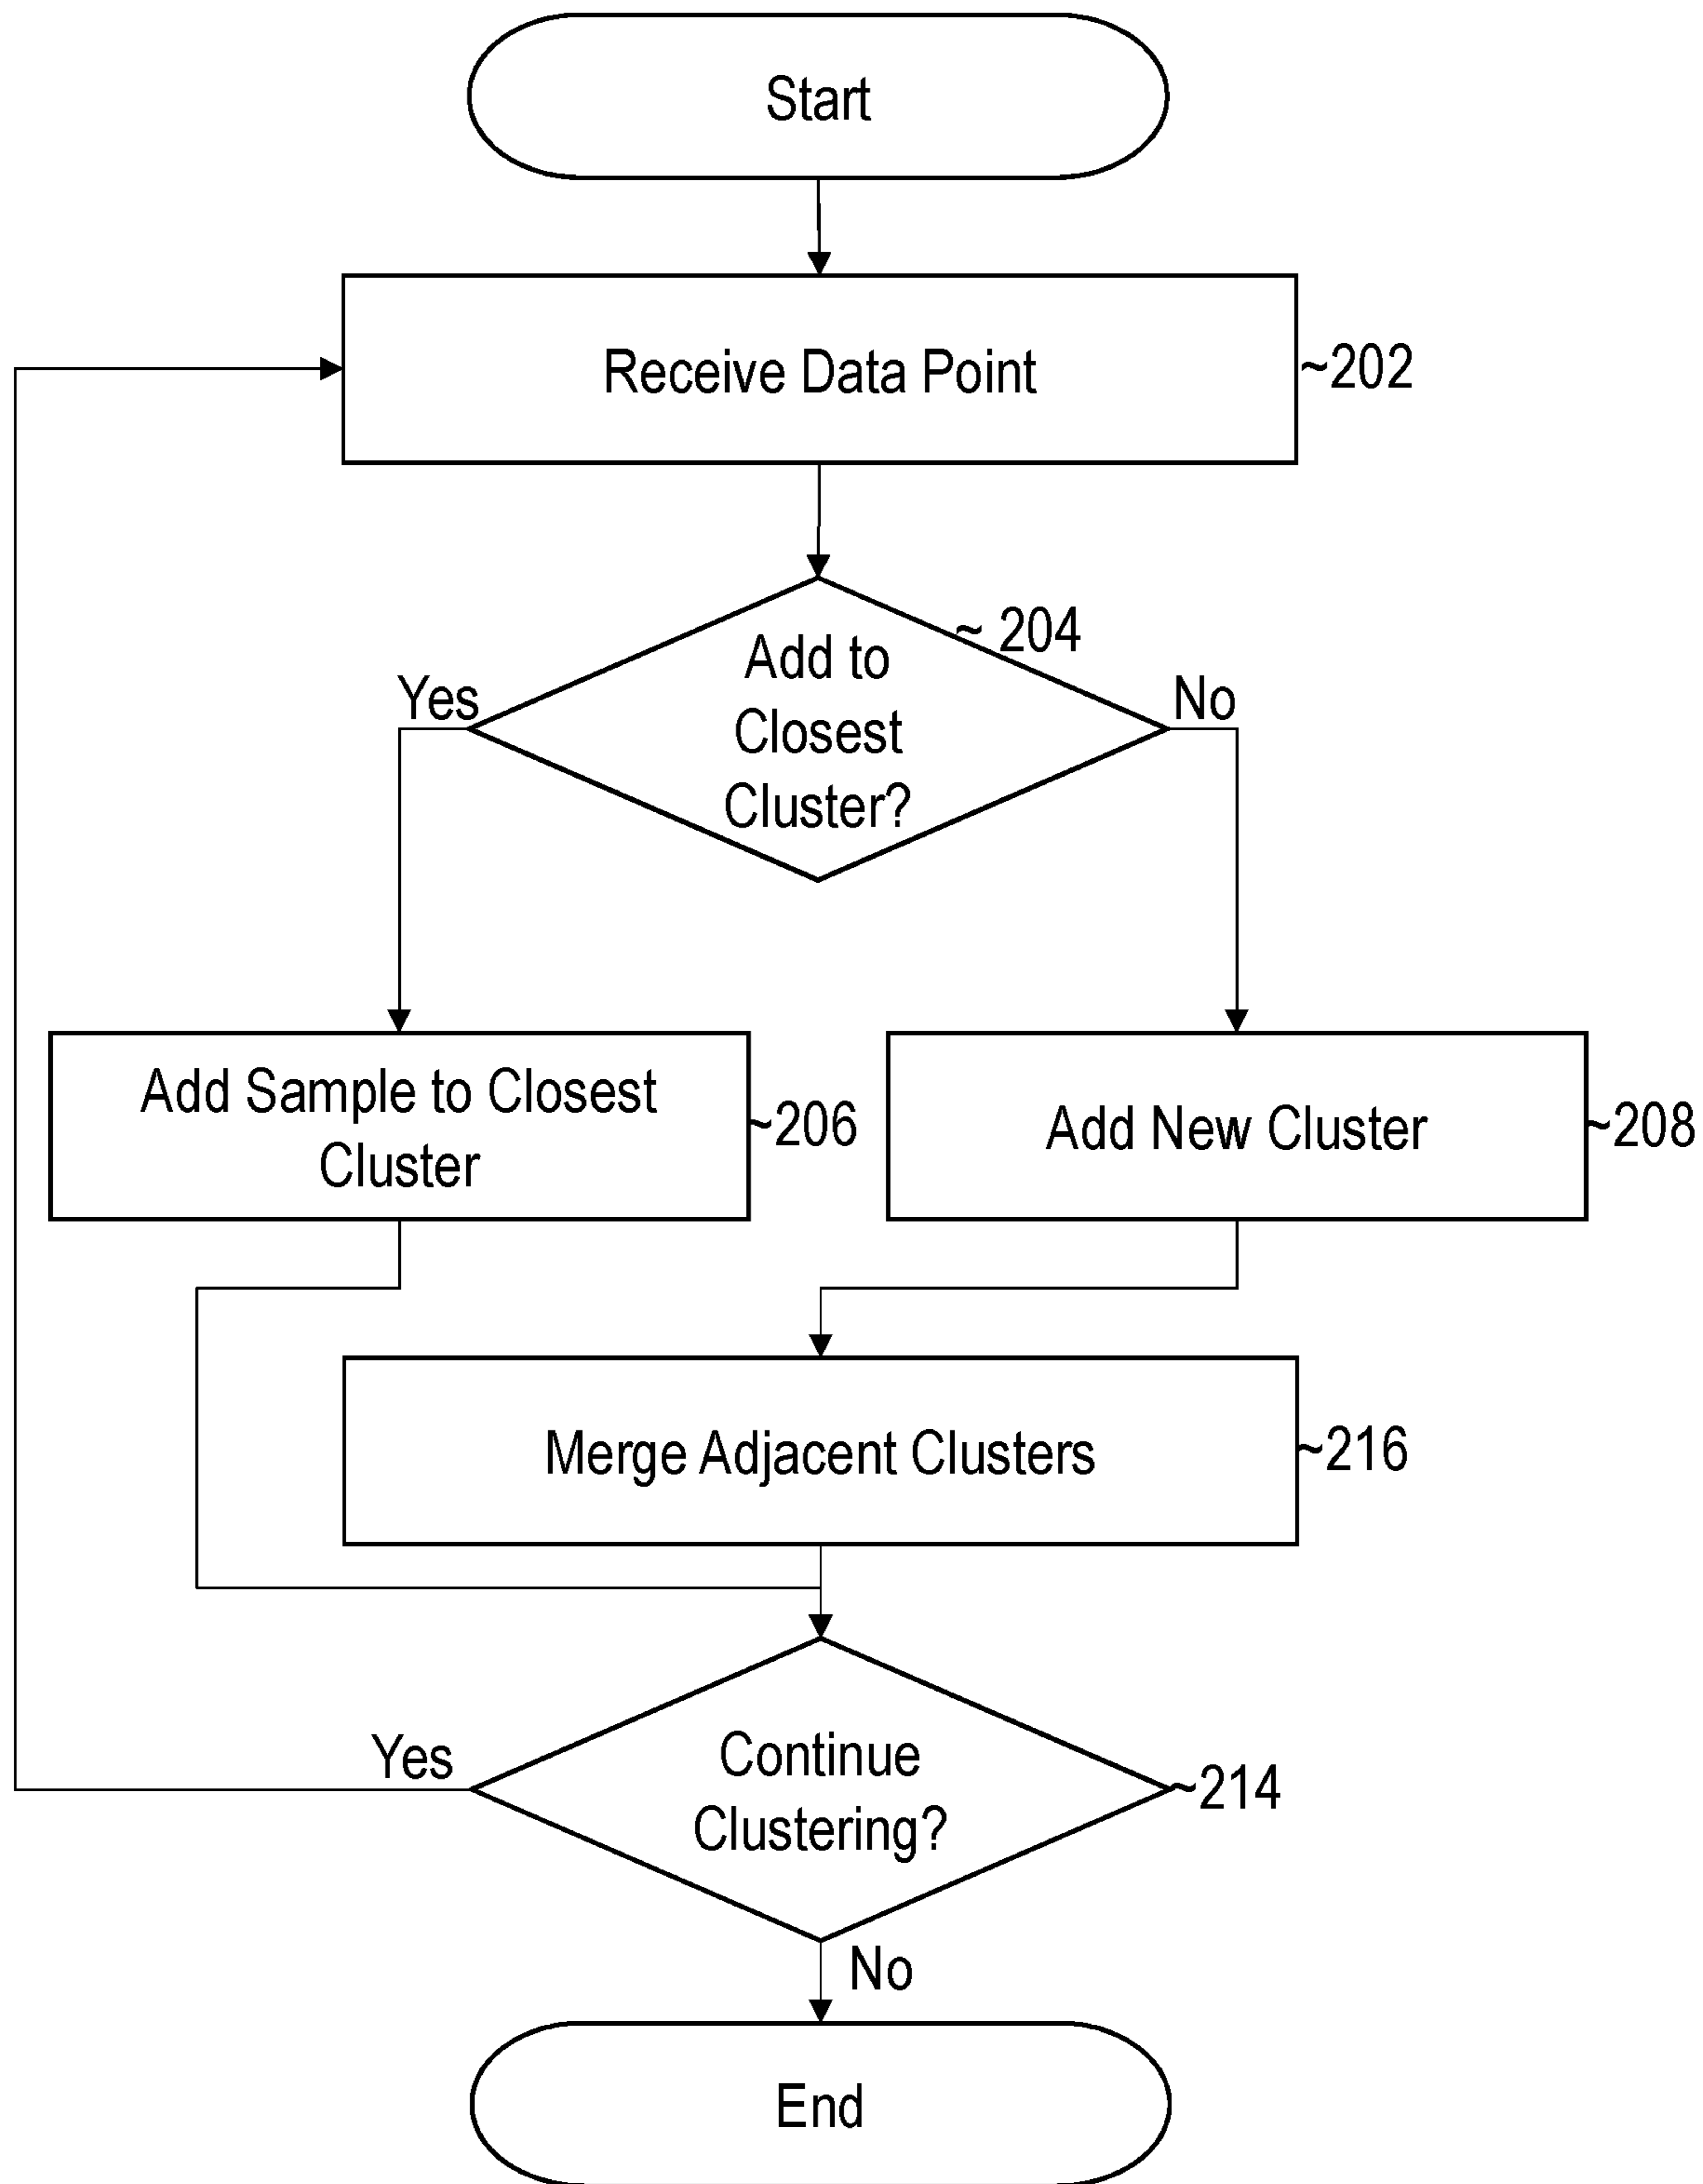 Start
Receive Data Point
~202
~ 204
Add to
Closest
Cluster?
Yes
No
Add Sample to Closest
Cluster
~206
Add New Cluster
~208
Merge Adjacent Clusters
~216
Continue
Clustering?
Yes
~214
No
End